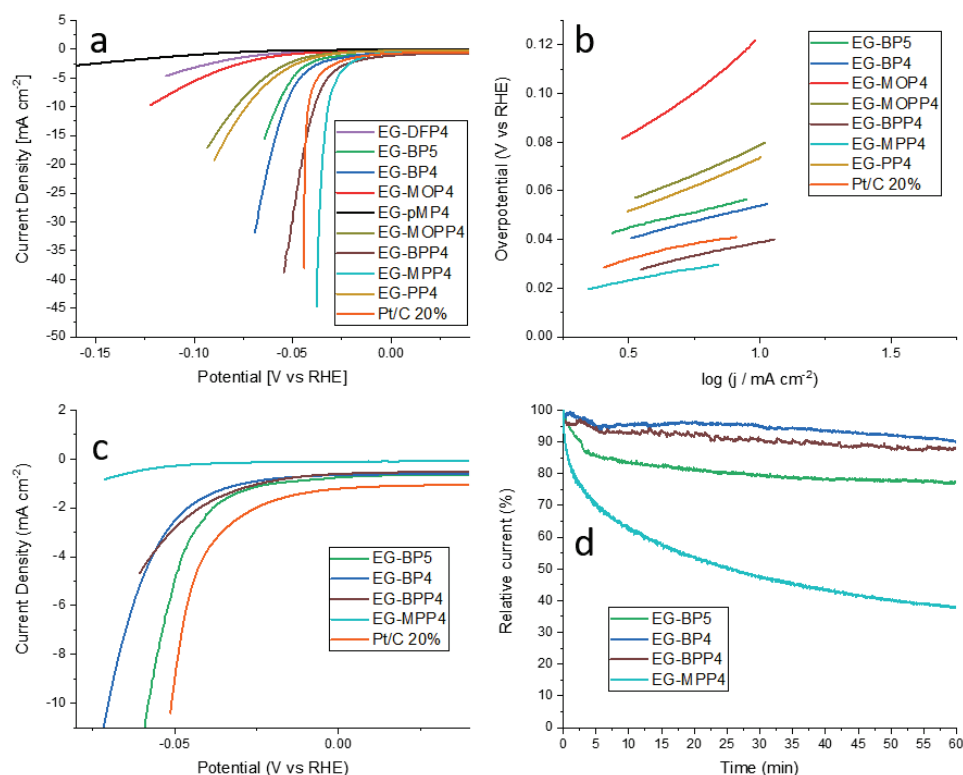 a
0
-5
-10
-15
-20
-25
-30
-35
-40
-45
-50
Current Density [mA cm-2]
EG-DFP4
EG-BP5
EG-BP4
EG-MOP4
EG-pMP4
EG-MOPP4
EG-BPP4
EG-MPP4
EG-PP4
Pt/C 20%
-0.15 -0.10 -0.05 0.00
Potential [V vs RHE]
b
0.12
0.10
0.08
0.06
0.04
0.02
0.00
Overpotential (V vs RHE)
EG-BP5
EG-BP4
EG-MOP4
EG-MOPP4
EG-BPP4
EG-MPP4
EG-PP4
Pt/C 20%
0.5 1.0 1.5
log (j / mA cm-2)
c
2
0
-2
-4
-6
-8
-10
Current Density (mA cm-2)
EG-BP5
EG-BP4
EG-BPP4
EG-MPP4
Pt/C 20%
-0.05 0.00
Potential (V vs RHE)
d
100
90
80
70
60
50
40
30
20
10
0
Relative current (%)
EG-BP5
EG-BP4
EG-BPP4
EG-MPP4
0 5 10 15 20 25 30 35 40 45 50 55 60
Time (min)